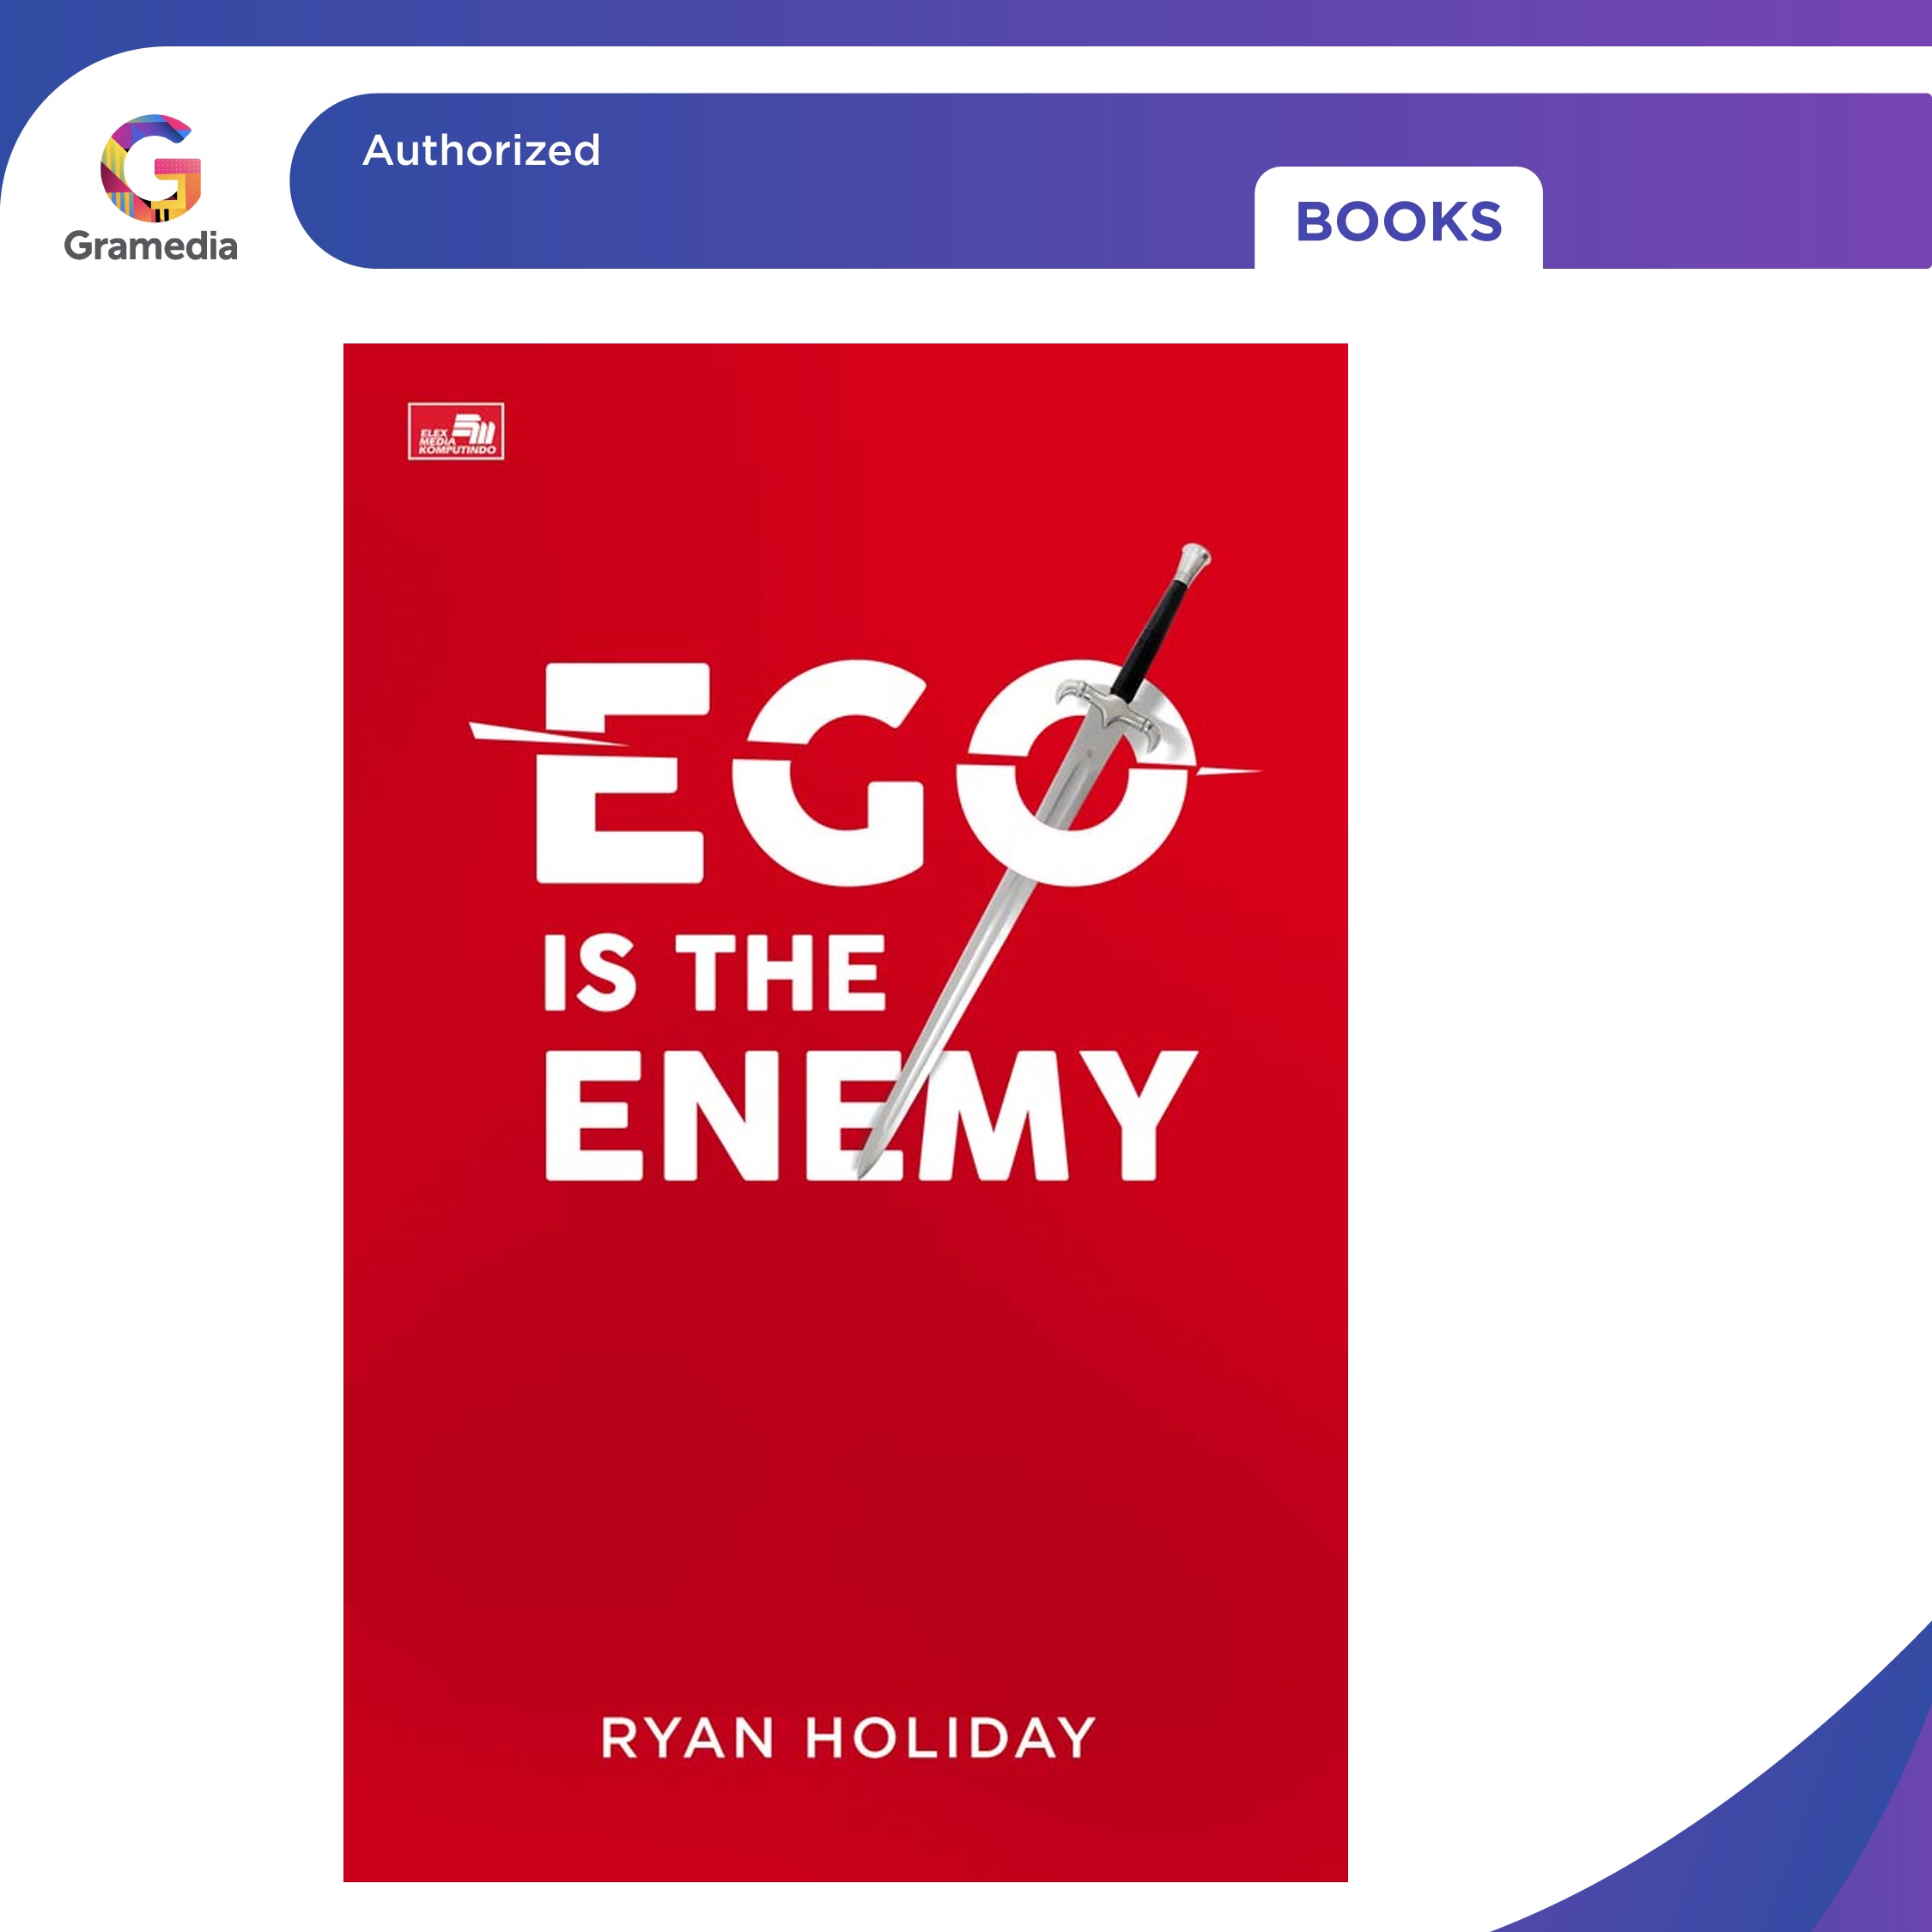 Authorized
BOOKS
Gramedia
ELEX
MEDIA
KOMPUTINDO
EGO
IS THE
ENEMY
RYAN HOLIDAY